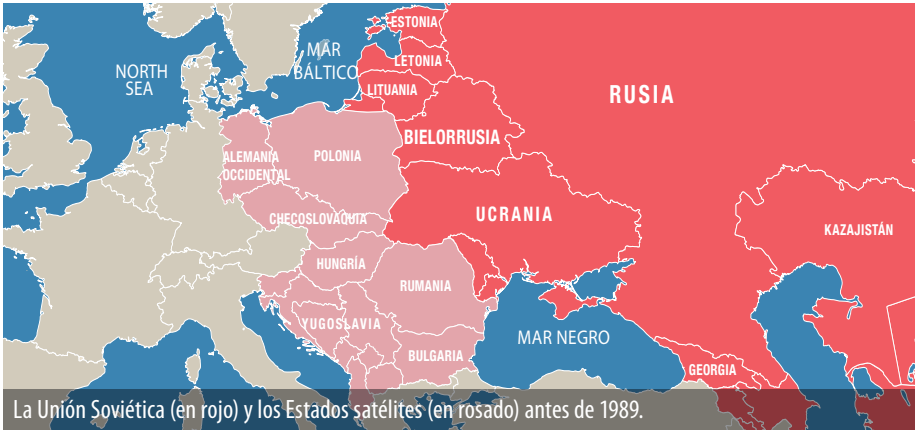 ESTONIA
MAR
BÁLTICO
NORTH
SEA
LETONIA
LITUANIA
RUSIA
BIELORRUSIA
ALEMANIA
OCCIDENTAL
POLONIA
UCRANIA
CHECOSLOVAQUIA
KAZAJISTÁN
HUNGRÍA
RUMANIA
YUGOSLAVIA
MAR NEGRO
BULGARIA
GEORGIA
La Unión Soviética (en rojo) y los Estados satélites (en rosado) antes de 1989.